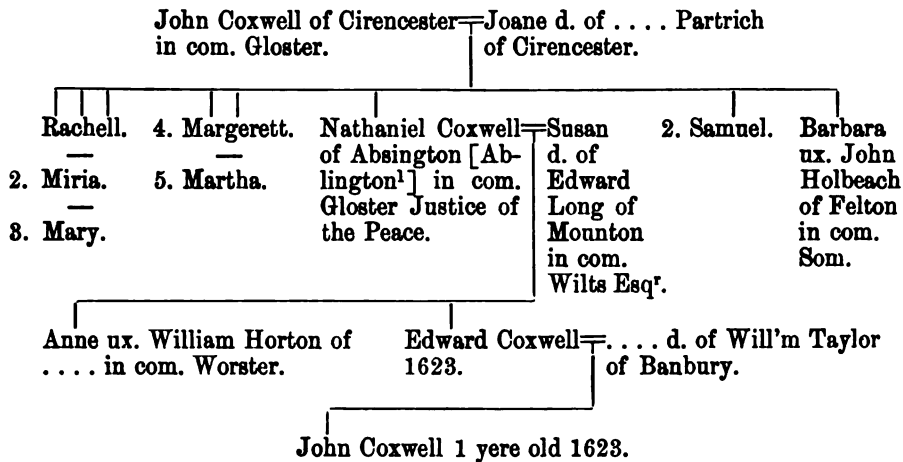 John Coxwell of Cirencester
in com. Gloster.
Joane d. of . . . . Partrich
of Cirencester.
Rachell.
—
2. Miria.
—
3. Mary.
4. Margerett.
—
5. Martha.
Nathaniel Coxwell
of Absington [Ab-
lington¹] in com.
Gloster Justice of
the Peace.
Susan
d. of
Edward
Long of
Mounton
in com.
Wilts Esqʳ.
2. Samuel.
Barbara
ux. John
Holbeach
of Felton
in com.
Som.
Anne ux. William Horton of
. . . . in com. Worster.
Edward Coxwell
1623.
. . . . d. of Will'm Taylor
of Banbury.
John Coxwell 1 yere old 1623.